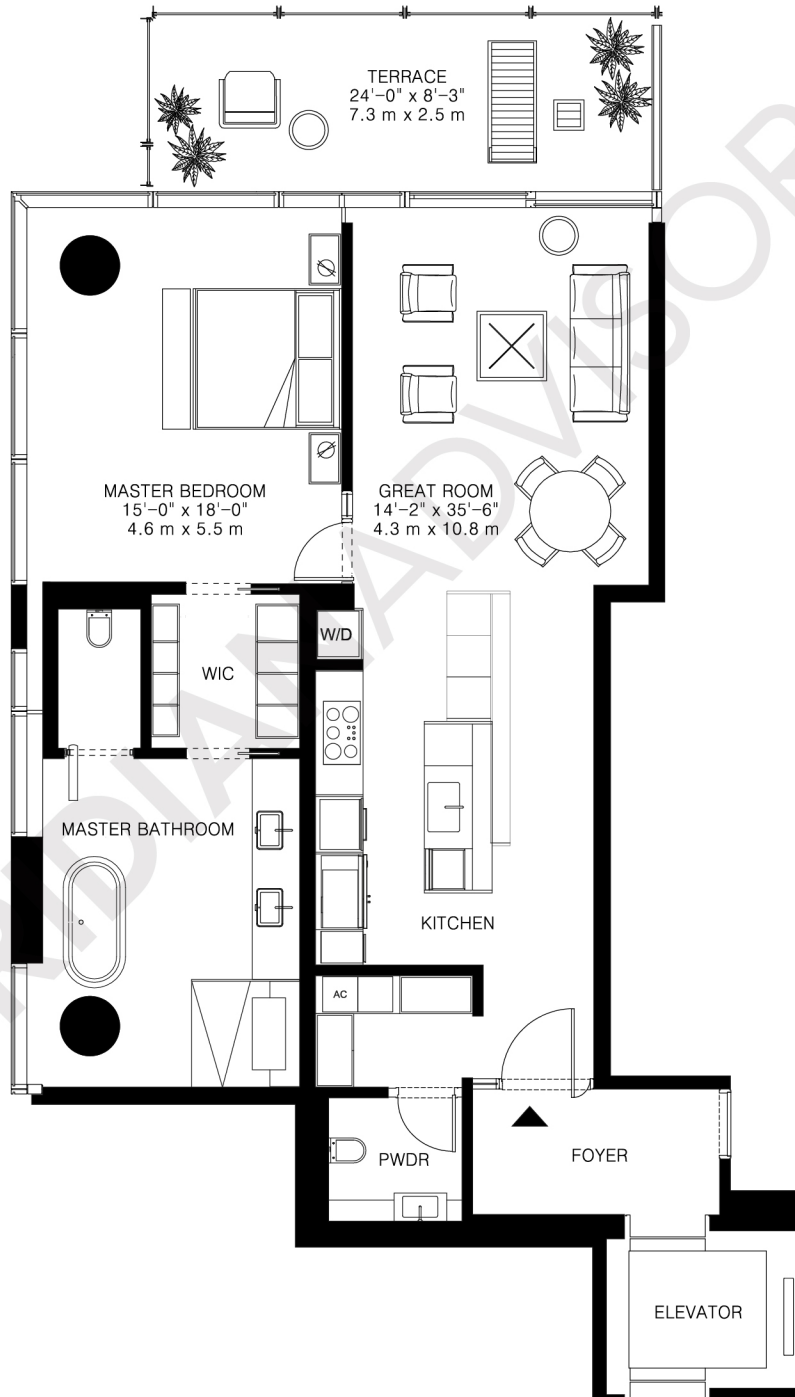 TERRACE
24'-0" x 8'-3"
7.3 m x 2.5 m
MASTER BEDROOM
15'-0" x 18'-0"
4.6 m x 5.5 m
GREAT ROOM
14'-2" x 35'-6"
4.3 m x 10.8 m
W/D
WIC
MASTER BATHROOM
KITCHEN
AC
PWDR
FOYER
ELEVATOR
RIDIANADVISOR